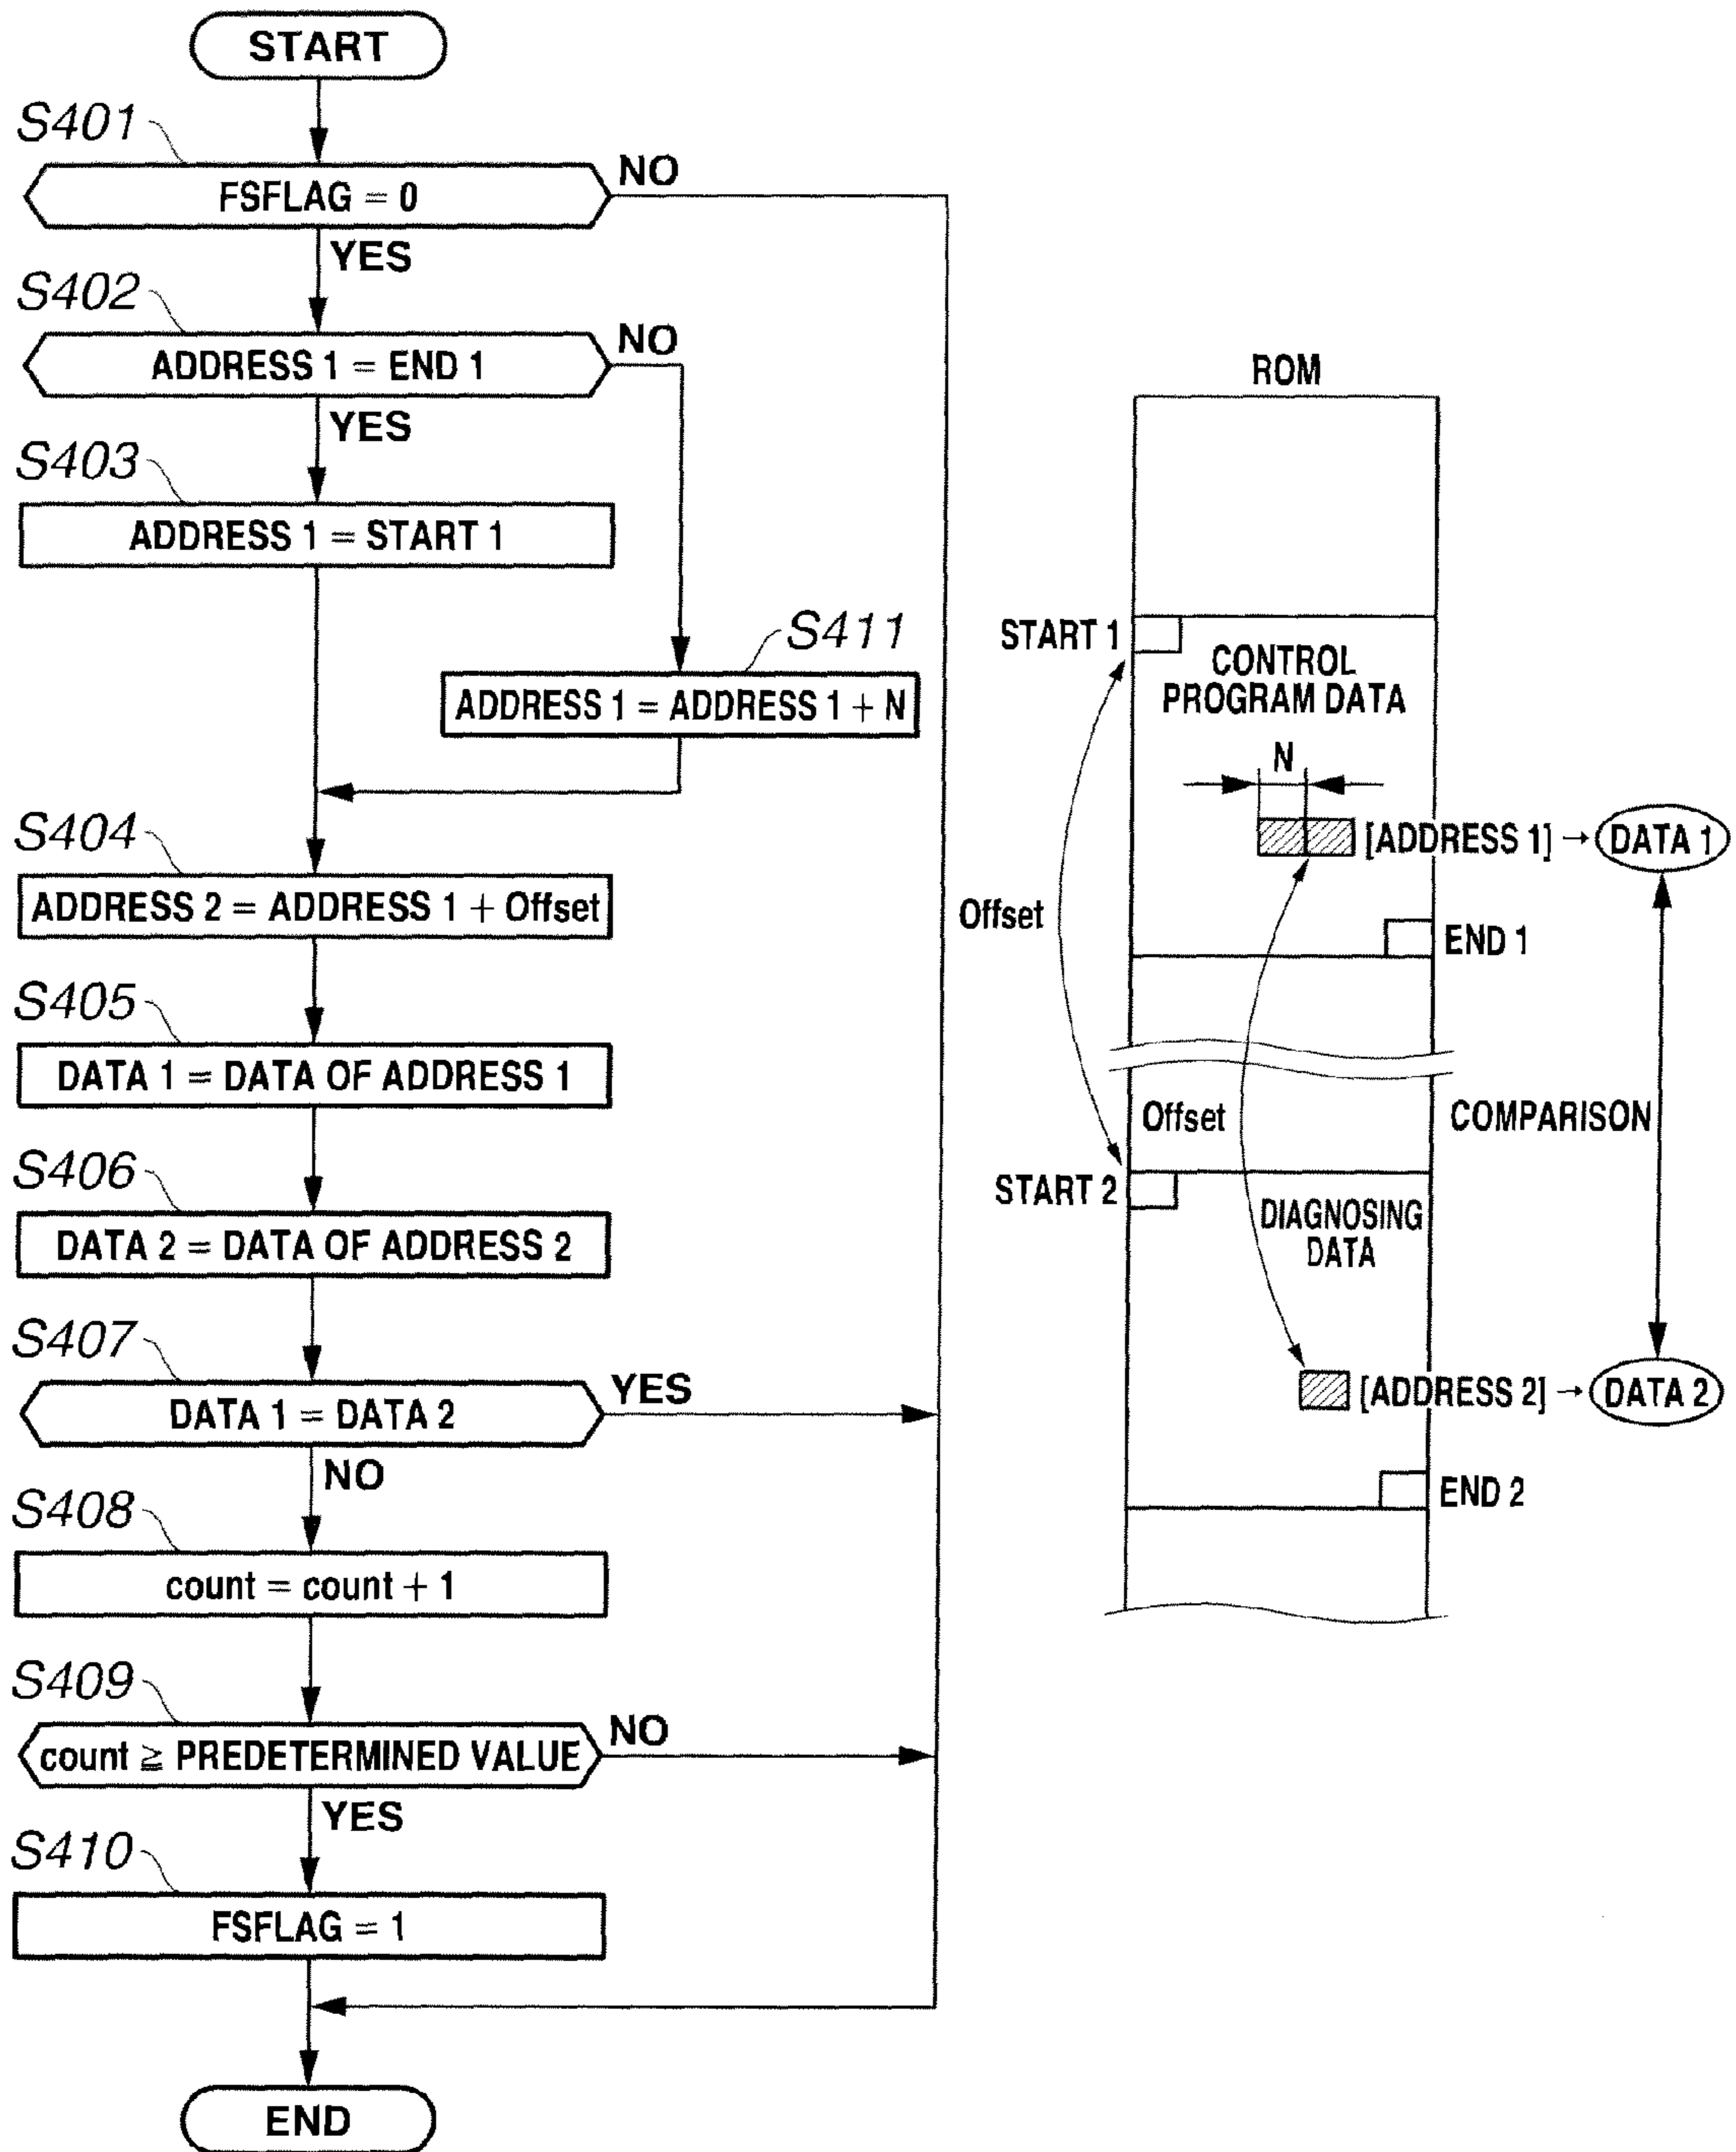 START
S401
FSFLAG = 0
NO
YES
S402
ADDRESS 1 = END 1
NO
YES
S403
ADDRESS 1 = START 1
S411
ADDRESS 1 = ADDRESS 1 + N
S404
ADDRESS 2 = ADDRESS 1 + Offset
S405
DATA 1 = DATA OF ADDRESS 1
S406
DATA 2 = DATA OF ADDRESS 2
S407
DATA 1 = DATA 2
YES
NO
S408
count = count + 1
S409
count ≧ PREDETERMINED VALUE
NO
YES
S410
FSFLAG = 1
END
ROM
START 1
CONTROL
PROGRAM DATA
N
[ADDRESS 1] → DATA 1
Offset
END 1
Offset
COMPARISON
START 2
DIAGNOSING
DATA
[ADDRESS 2] → DATA 2
END 2